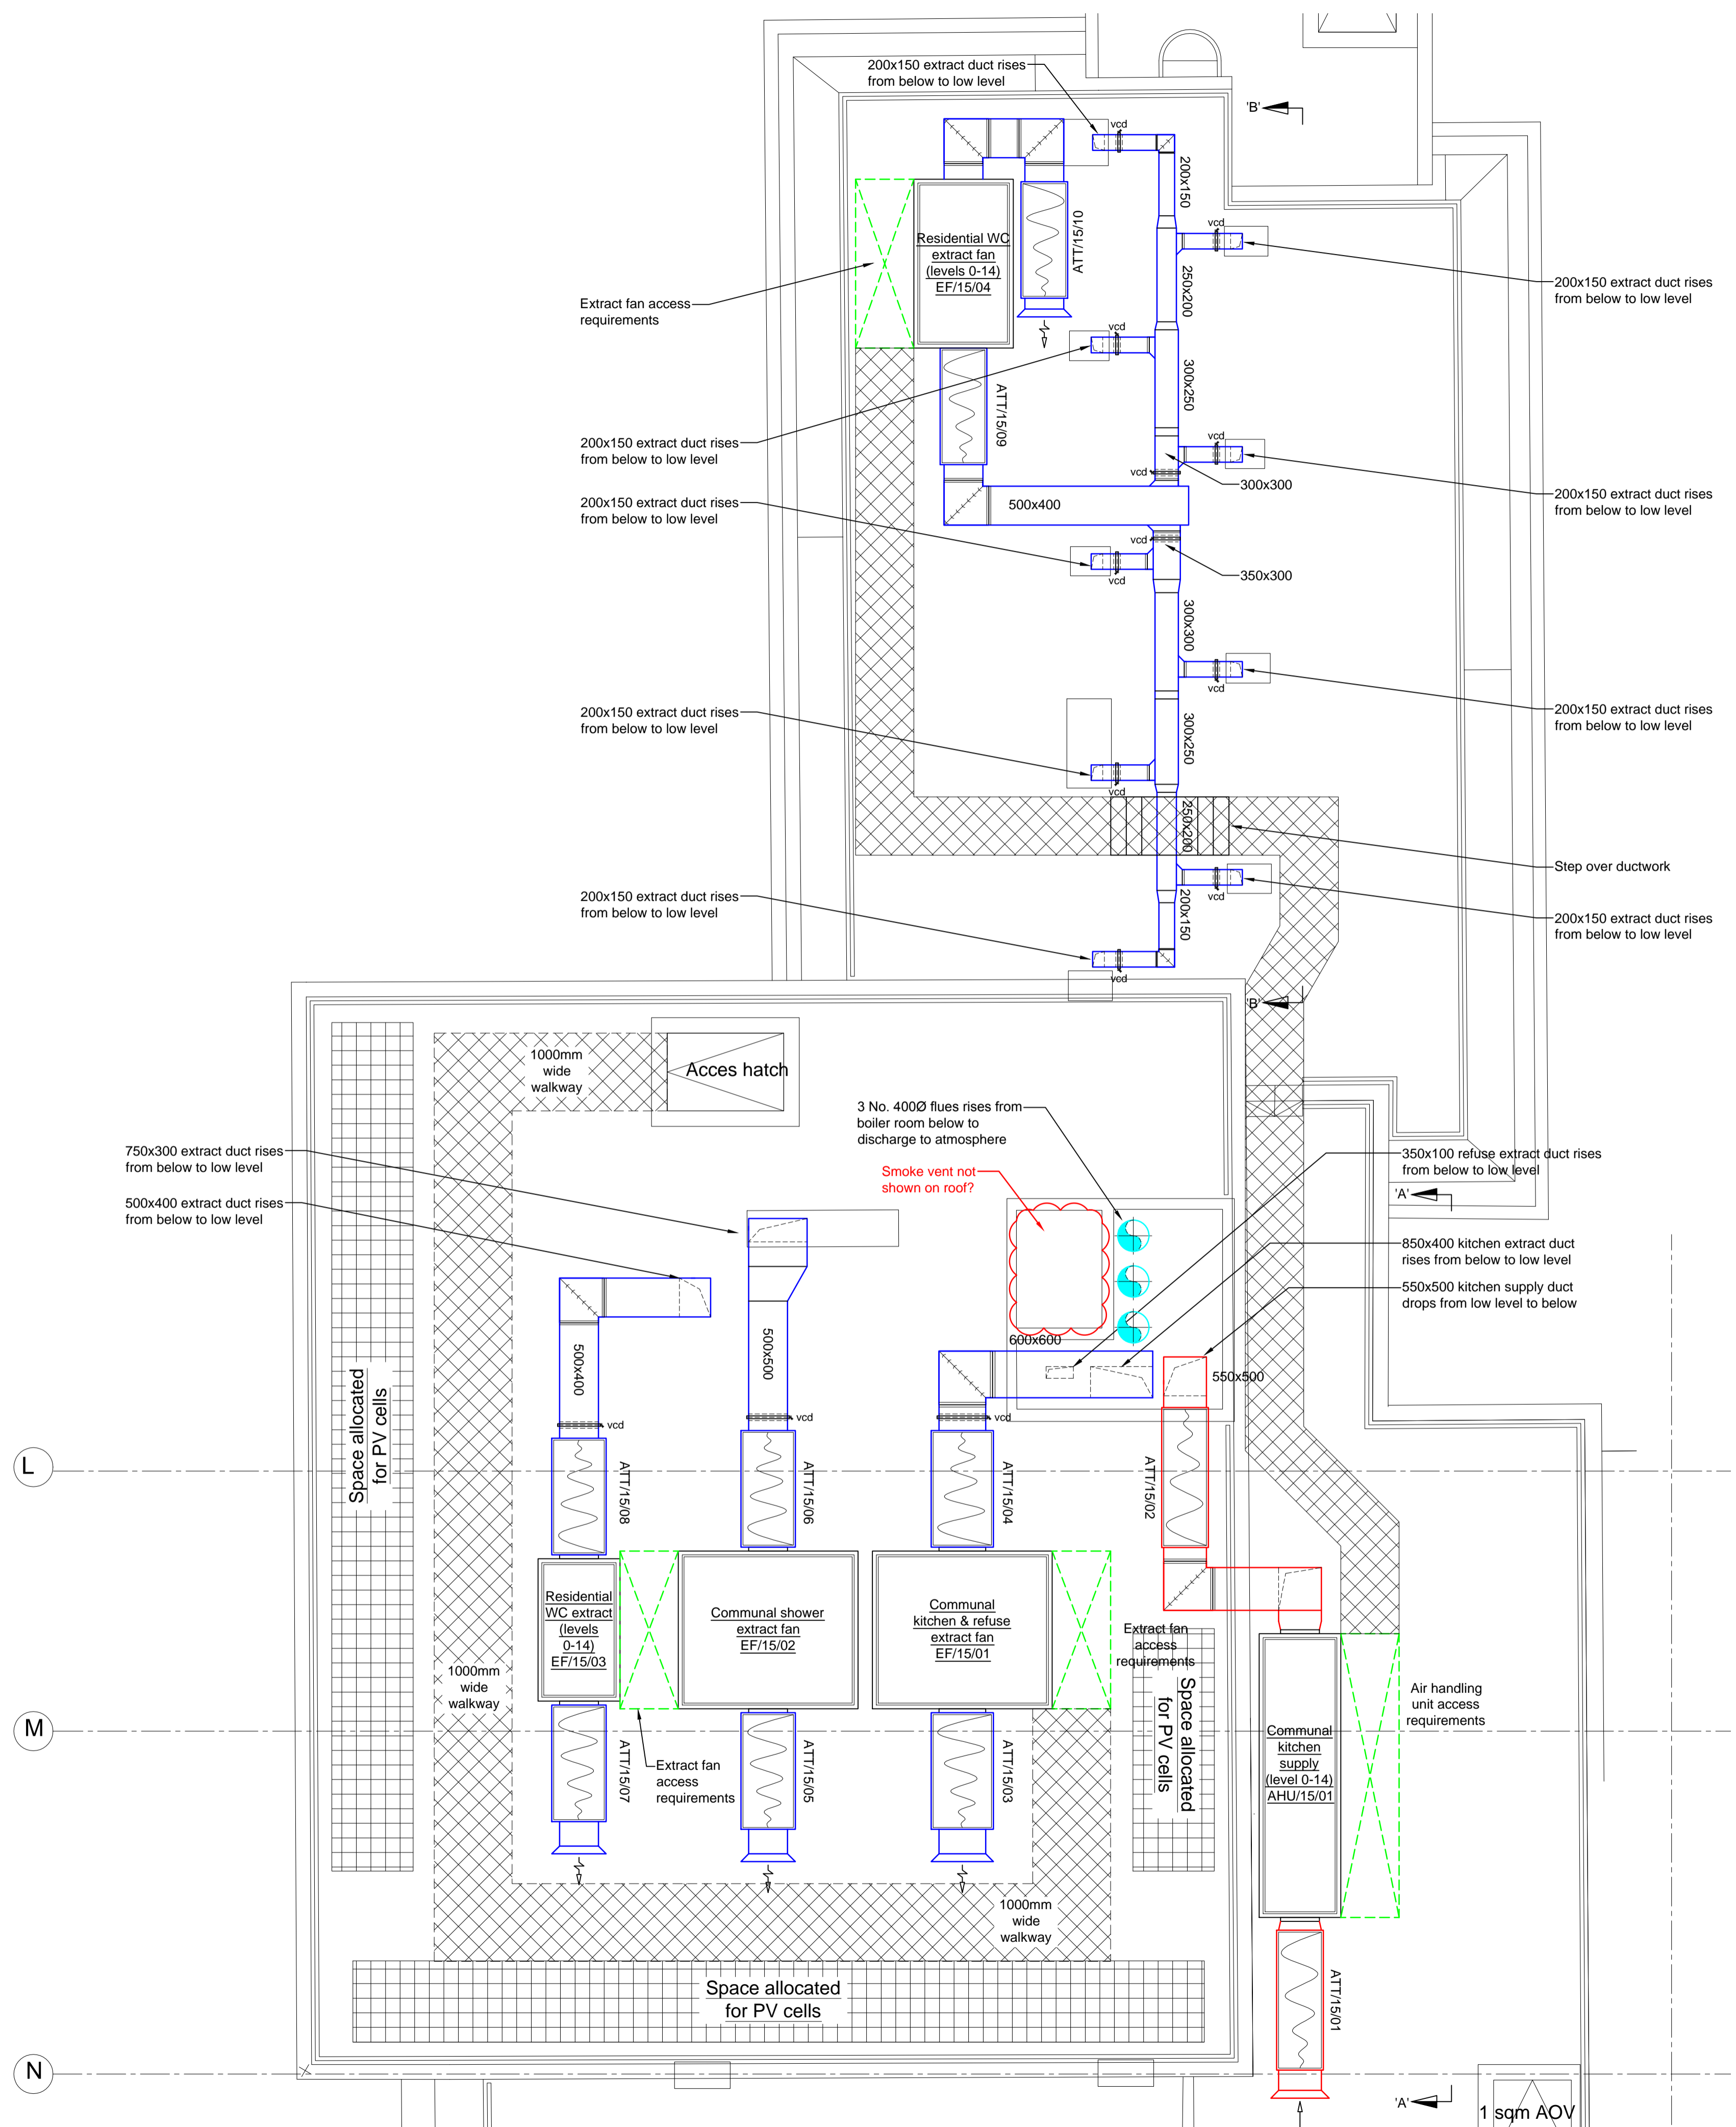 200x150 extract duct rises
from below to low level
'B'
vcd
200x150
Residential WC
extract fan
(levels 0-14)
EF/15/04
ATT/15/10
vcd
250x200
200x150 extract duct rises
from below to low level
Extract fan access
requirements
vcd
300x250
ATT/15/09
200x150 extract duct rises
from below to low level
vcd
vcd
300x300
200x150 extract duct rises
from below to low level
200x150 extract duct rises
from below to low level
500x400
vcd
350x300
vcd
300x300
vcd
200x150 extract duct rises
from below to low level
200x150 extract duct rises
from below to low level
300x250
vcd
250x200
Step over ductwork
vcd
200x150
200x150 extract duct rises
from below to low level
200x150 extract duct rises
from below to low level
vcd
'B'
1000mm
wide
walkway
Acces hatch
3 No. 400Ø flues rises from
boiler room below to
discharge to atmosphere
Smoke vent not
shown on roof?
750x300 extract duct rises
from below to low level
500x400 extract duct rises
from below to low level
350x100 refuse extract duct rises
from below to low level
'A'
850x400 kitchen extract duct
rises from below to low level
550x500 kitchen supply duct
drops from low level to below
500x400
500x500
600x600
550x500
Space allocated
for PV cells
vcd
vcd
vcd
L
ATT/15/08
ATT/15/06
ATT/15/04
ATT/15/02
Residential
WC extract
(levels
0-14)
EF/15/03
Communal shower
extract fan
EF/15/02
Communal
kitchen & refuse
extract fan
EF/15/01
Extract fan
access
requirements
1000mm
wide
walkway
Space allocated
for PV cells
Air handling
unit access
requirements
M
Communal
kitchen
supply
(level 0-14)
AHU/15/01
ATT/15/07
Extract fan
access
requirements
ATT/15/05
ATT/15/03
1000mm
wide
walkway
Space allocated
for PV cells
ATT/15/01
N
'A'
1 sqm AOV